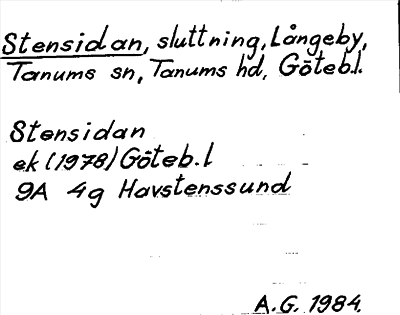 Stensidan, sluttning, Långeby,
Tanums sn, Tanums hd, Göteb.l.
Stensidan
ek (1978) Göteb.l
9A 4g Havstenssund
A.G. 1984.